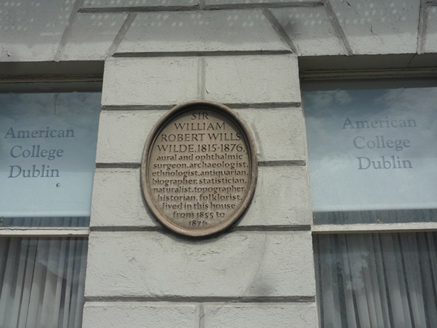 American
College
Dublin
SIR
WILLIAM
ROBERT WILLS
WILDE, 1815-1876,
aural and ophthalmic
surgeon, archaeologist,
ethnologist, antiquarian,
biographer, statistician,
naturalist, topographer,
historian, folklorist,
lived in this house
from 1855 to
1876
American
College
Dublin